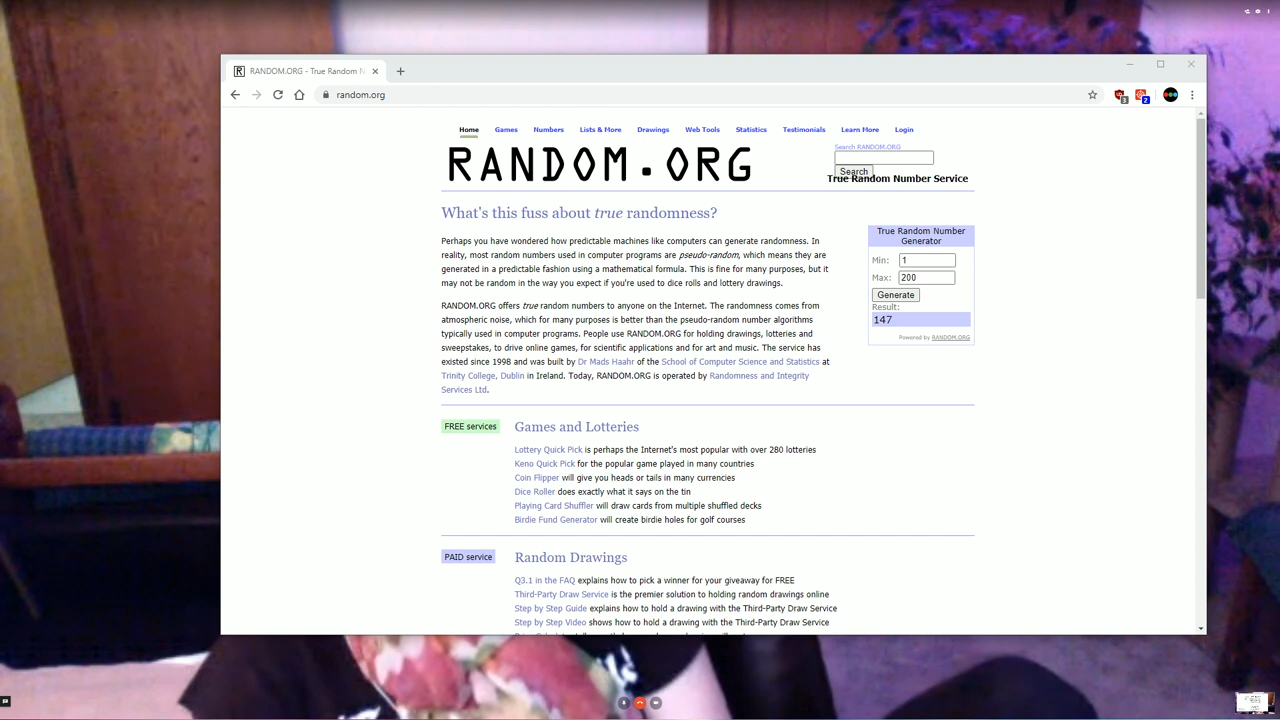 RANDOM.ORG - True Random N
random.org
3
2
Home Games Numbers Lists & More Drawings Web Tools Statistics Testimonials Learn More Login
RANDOM.ORG
Search RANDOM.ORG
Search
True Random Number Service
What's this fuss about true randomness?
Perhaps you have wondered how predictable machines like computers can generate randomness. In
reality, most random numbers used in computer programs are pseudo-random, which means they are
generated in a predictable fashion using a mathematical formula. This is fine for many purposes, but it
may not be random in the way you expect if you're used to dice rolls and lottery drawings.
RANDOM.ORG offers true random numbers to anyone on the Internet. The randomness comes from
atmospheric noise, which for many purposes is better than the pseudo-random number algorithms
typically used in computer programs. People use RANDOM.ORG for holding drawings, lotteries and
sweepstakes, to drive online games, for scientific applications and for art and music. The service has
existed since 1998 and was built by Dr Mads Haahr of the School of Computer Science and Statistics at
Trinity College, Dublin in Ireland. Today, RANDOM.ORG is operated by Randomness and Integrity
Services Ltd.
True Random Number
Generator
Min: 1
Max: 200
Generate
Result:
147
Powered by RANDOM.ORG
FREE services
Games and Lotteries
Lottery Quick Pick is perhaps the Internet's most popular with over 280 lotteries
Keno Quick Pick for the popular game played in many countries
Coin Flipper will give you heads or tails in many currencies
Dice Roller does exactly what it says on the tin
Playing Card Shuffler will draw cards from multiple shuffled decks
Birdie Fund Generator will create birdie holes for golf courses
PAID service
Random Drawings
Q3.1 in the FAQ explains how to pick a winner for your giveaway for FREE
Third-Party Draw Service is the premier solution to holding random drawings online
Step by Step Guide explains how to hold a drawing with the Third-Party Draw Service
Step by Step Video shows how to hold a drawing with the Third-Party Draw Service